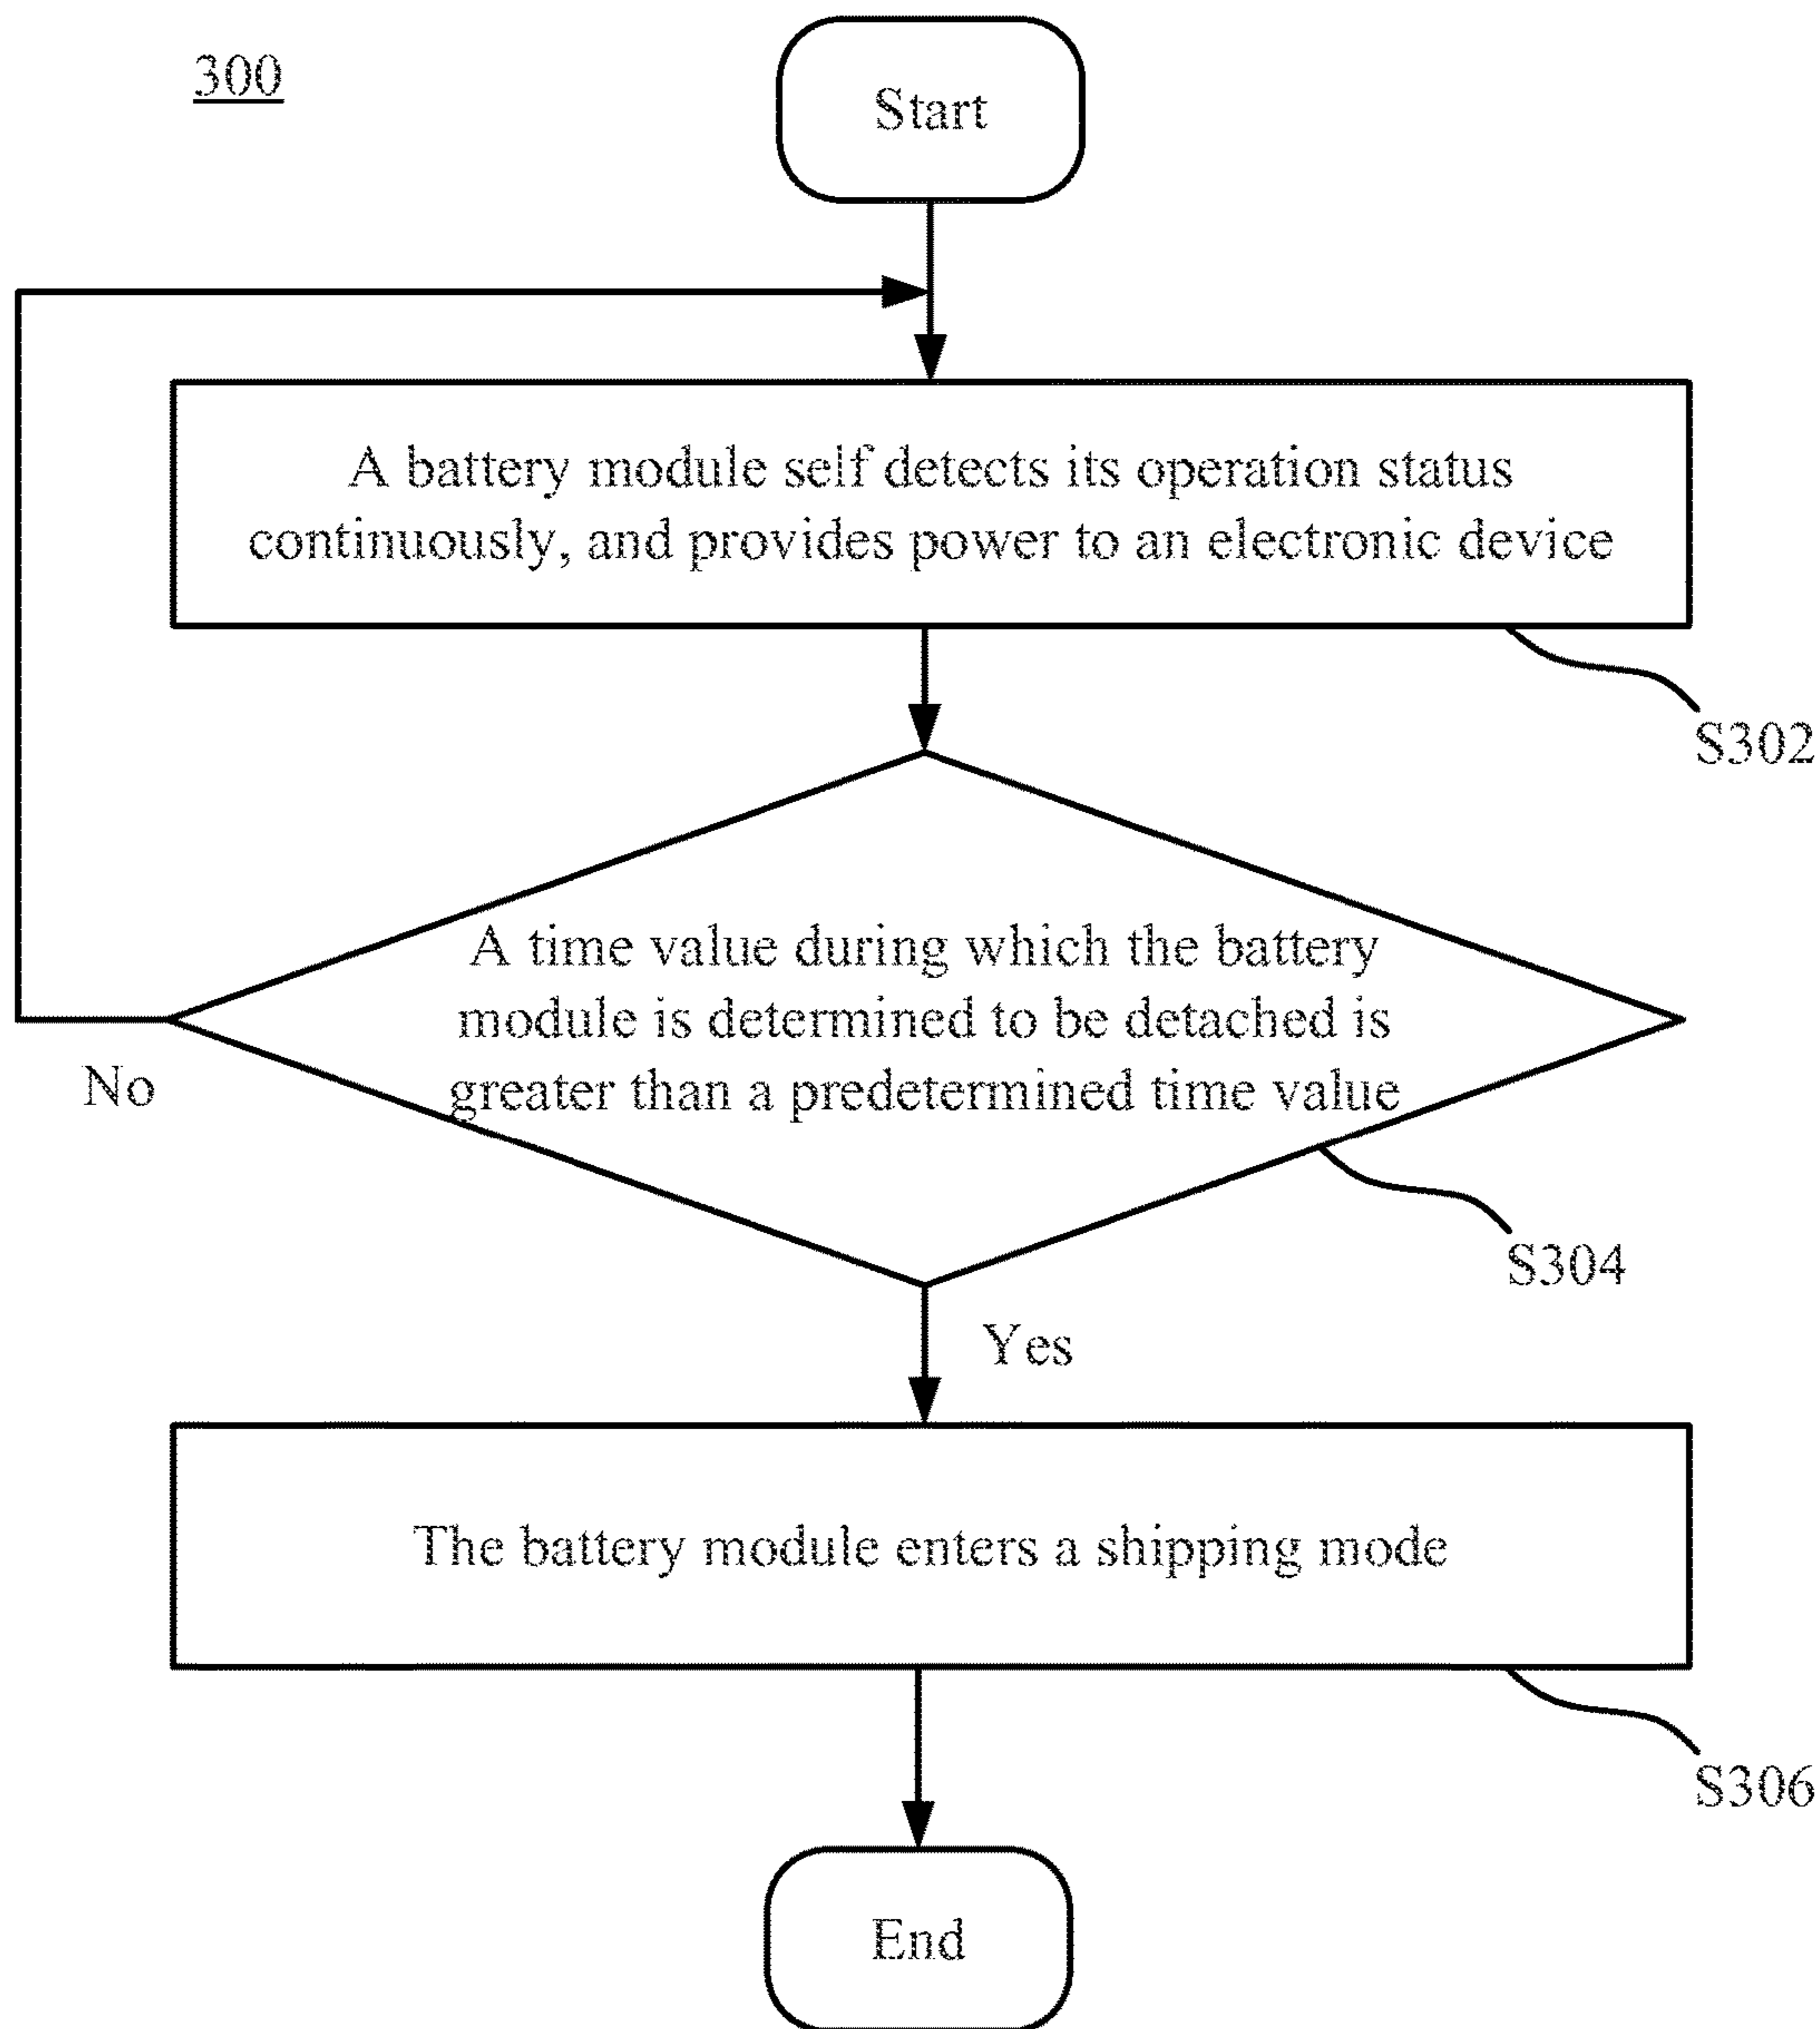 300
Start
A battery module self detects its operation status
continuously, and provides power to an electronic device
S302
A time value during which the battery
module is determined to be detached is
greater than a predetermined time value
No
S304
Yes
The battery module enters a shipping mode
S306
End